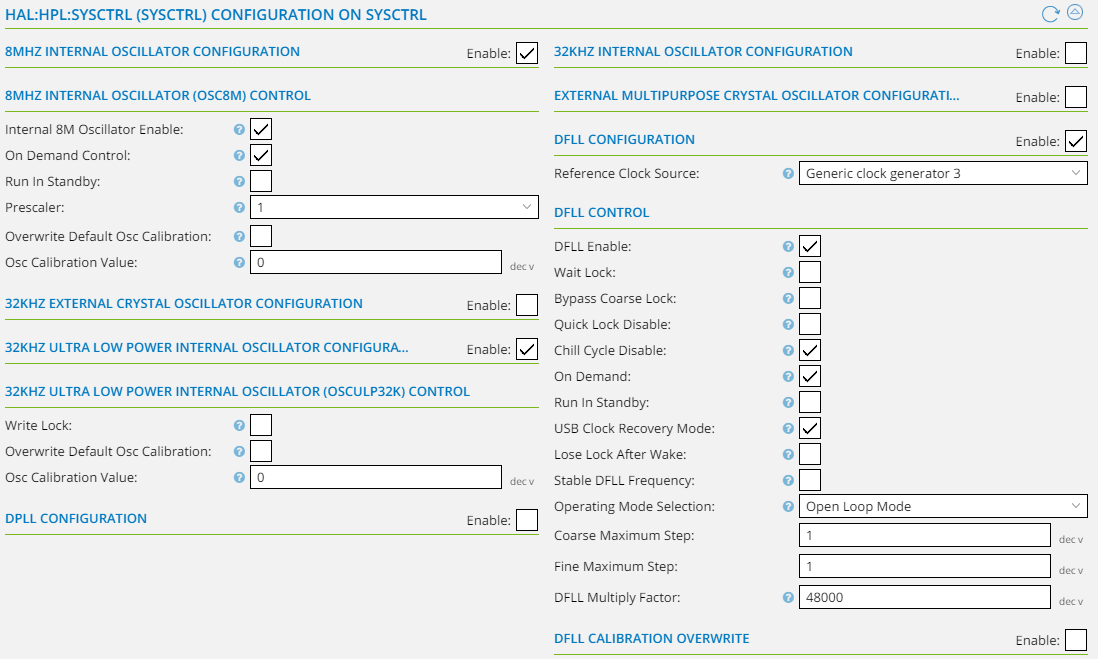 HAL:HPL:SYSCTRL (SYSCTRL) CONFIGURATION ON SYSCTRL
8MHZ INTERNAL OSCILLATOR CONFIGURATION Enable:
8MHZ INTERNAL OSCILLATOR (OSC8M) CONTROL
Internal 8M Oscillator Enable: ?
On Demand Control: ?
Run In Standby: ?
Prescaler: ? 1
Overwrite Default Osc Calibration: ?
Osc Calibration Value: ? 0 dec v
32KHZ EXTERNAL CRYSTAL OSCILLATOR CONFIGURATION Enable:
32KHZ ULTRA LOW POWER INTERNAL OSCILLATOR CONFIGURA... Enable:
32KHZ ULTRA LOW POWER INTERNAL OSCILLATOR (OSCULP32K) CONTROL
Write Lock: ?
Overwrite Default Osc Calibration: ?
Osc Calibration Value: ? 0 dec v
DPLL CONFIGURATION Enable:
32KHZ INTERNAL OSCILLATOR CONFIGURATION Enable:
EXTERNAL MULTIPURPOSE CRYSTAL OSCILLATOR CONFIGURATI... Enable:
DFLL CONFIGURATION Enable:
Reference Clock Source: ? Generic clock generator 3
DFLL CONTROL
DFLL Enable: ?
Wait Lock: ?
Bypass Coarse Lock: ?
Quick Lock Disable: ?
Chill Cycle Disable: ?
On Demand: ?
Run In Standby: ?
USB Clock Recovery Mode: ?
Lose Lock After Wake: ?
Stable DFLL Frequency: ?
Operating Mode Selection: ? Open Loop Mode
Coarse Maximum Step: 1 dec v
Fine Maximum Step: 1 dec v
DFLL Multiply Factor: ? 48000 dec v
DFLL CALIBRATION OVERWRITE Enable: